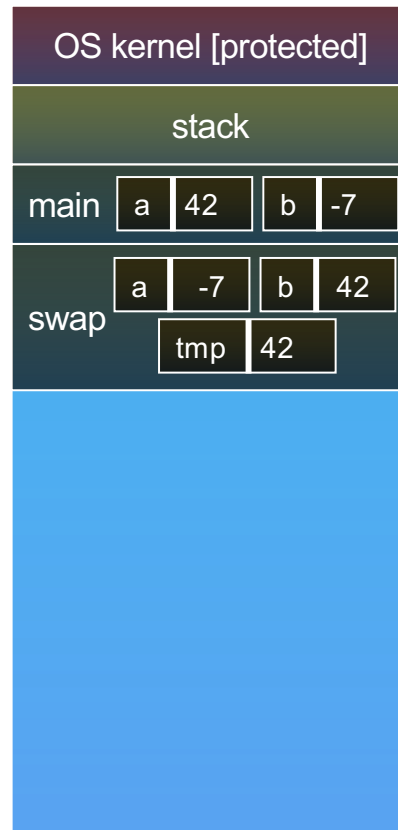 OS kernel [protected]
stack
main a 42 b -7
a -7 b 42
swap
tmp 42